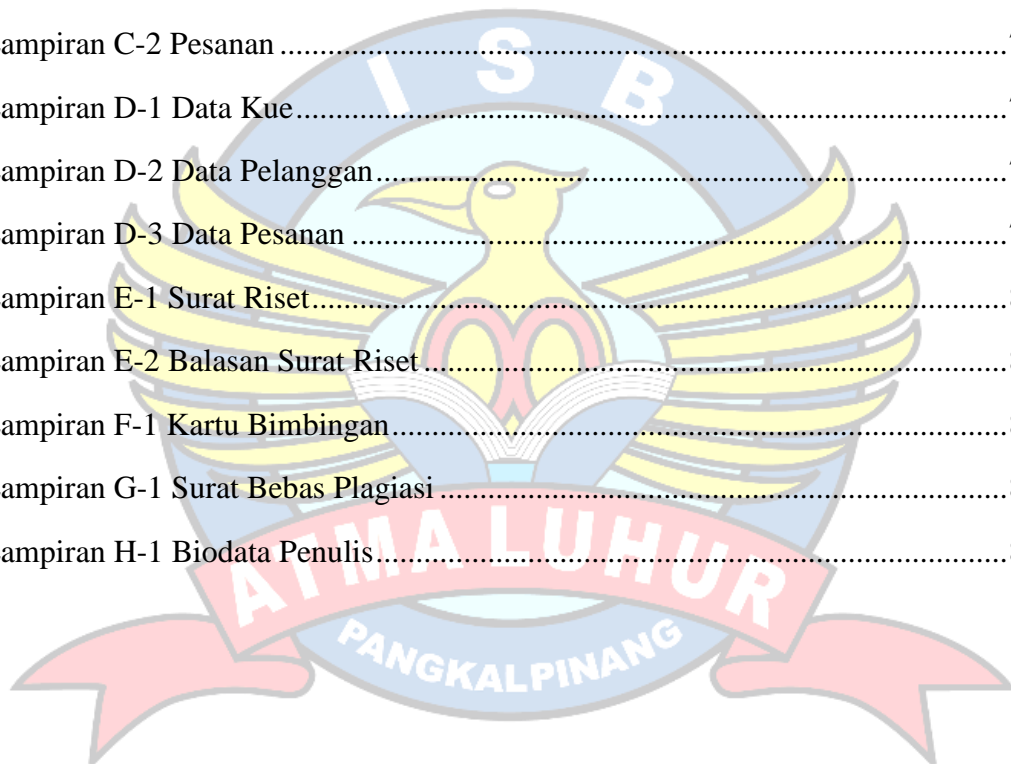 ampiran C-2 Pesanan ..........................................................................................
ampiran D-1 Data Kue.........................................................................................
ampiran D-2 Data Pelanggan...............................................................................
ampiran D-3 Data Pesanan .................................................................................
ampiran E-1 Surat Riset.......................................................................................
ampiran E-2 Balasan Surat Riset .........................................................................
ampiran F-1 Kartu Bimbingan.............................................................................
ampiran G-1 Surat Bebas Plagiasi .......................................................................
ampiran H-1 Biodata Penulis...............................................................................
I S B
ATMA LUHUR
PANGKALPINANG